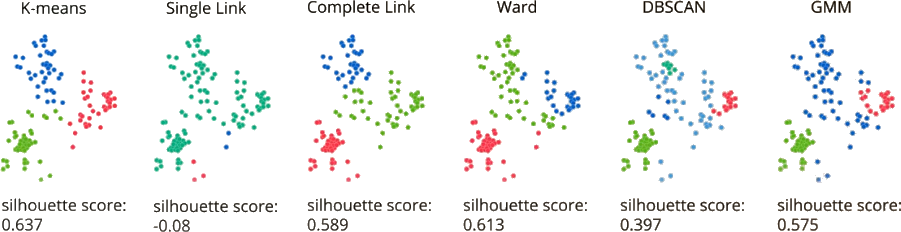 K-means
Single Link
Complete Link
Ward
DBSCAN
GMM
silhouette score:
0.637
silhouette score:
-0.08
silhouette score:
0.589
silhouette score:
0.613
silhouette score:
0.397
silhouette score:
0.575